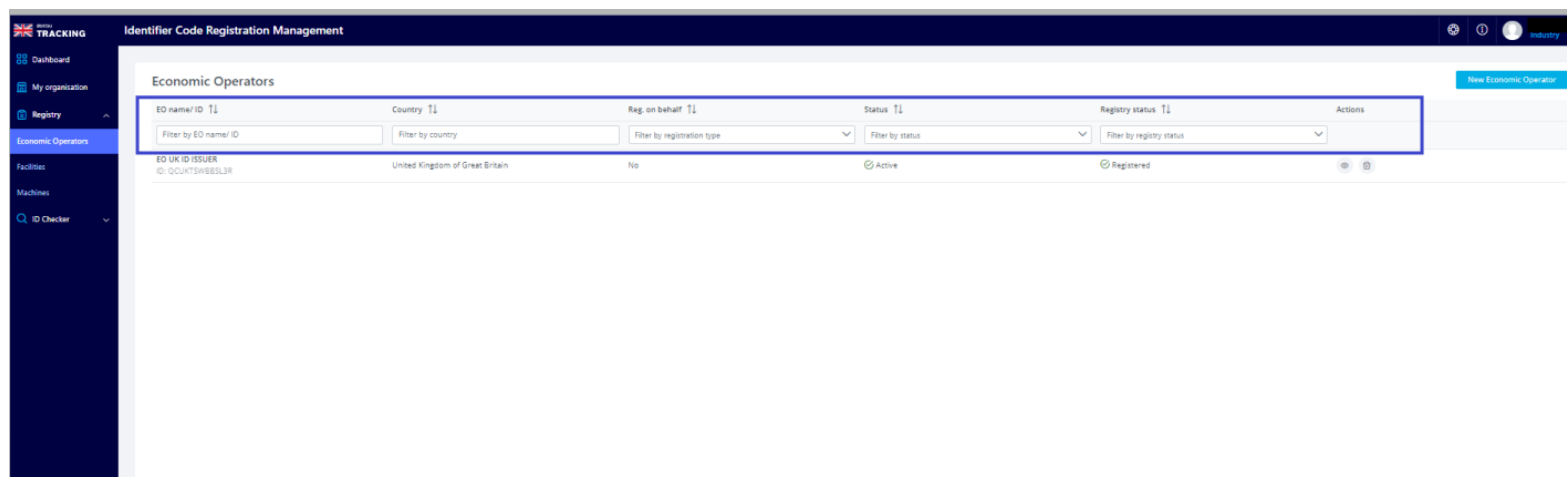 TRACKING
Identifier Code Registration Management
Industry
Dashboard
My organisation
Registry
Economic Operators
Facilities
Machines
ID Checker
Economic Operators
New Economic Operator
EO name/ ID Country Reg. on behalf Status Registry status Actions
Filter by EO name/ ID Filter by country Filter by registration type Filter by status Filter by registry status
EO UK ID ISSUER United Kingdom of Great Britain No Active Registered
ID: QCUKTSWBBSL3R